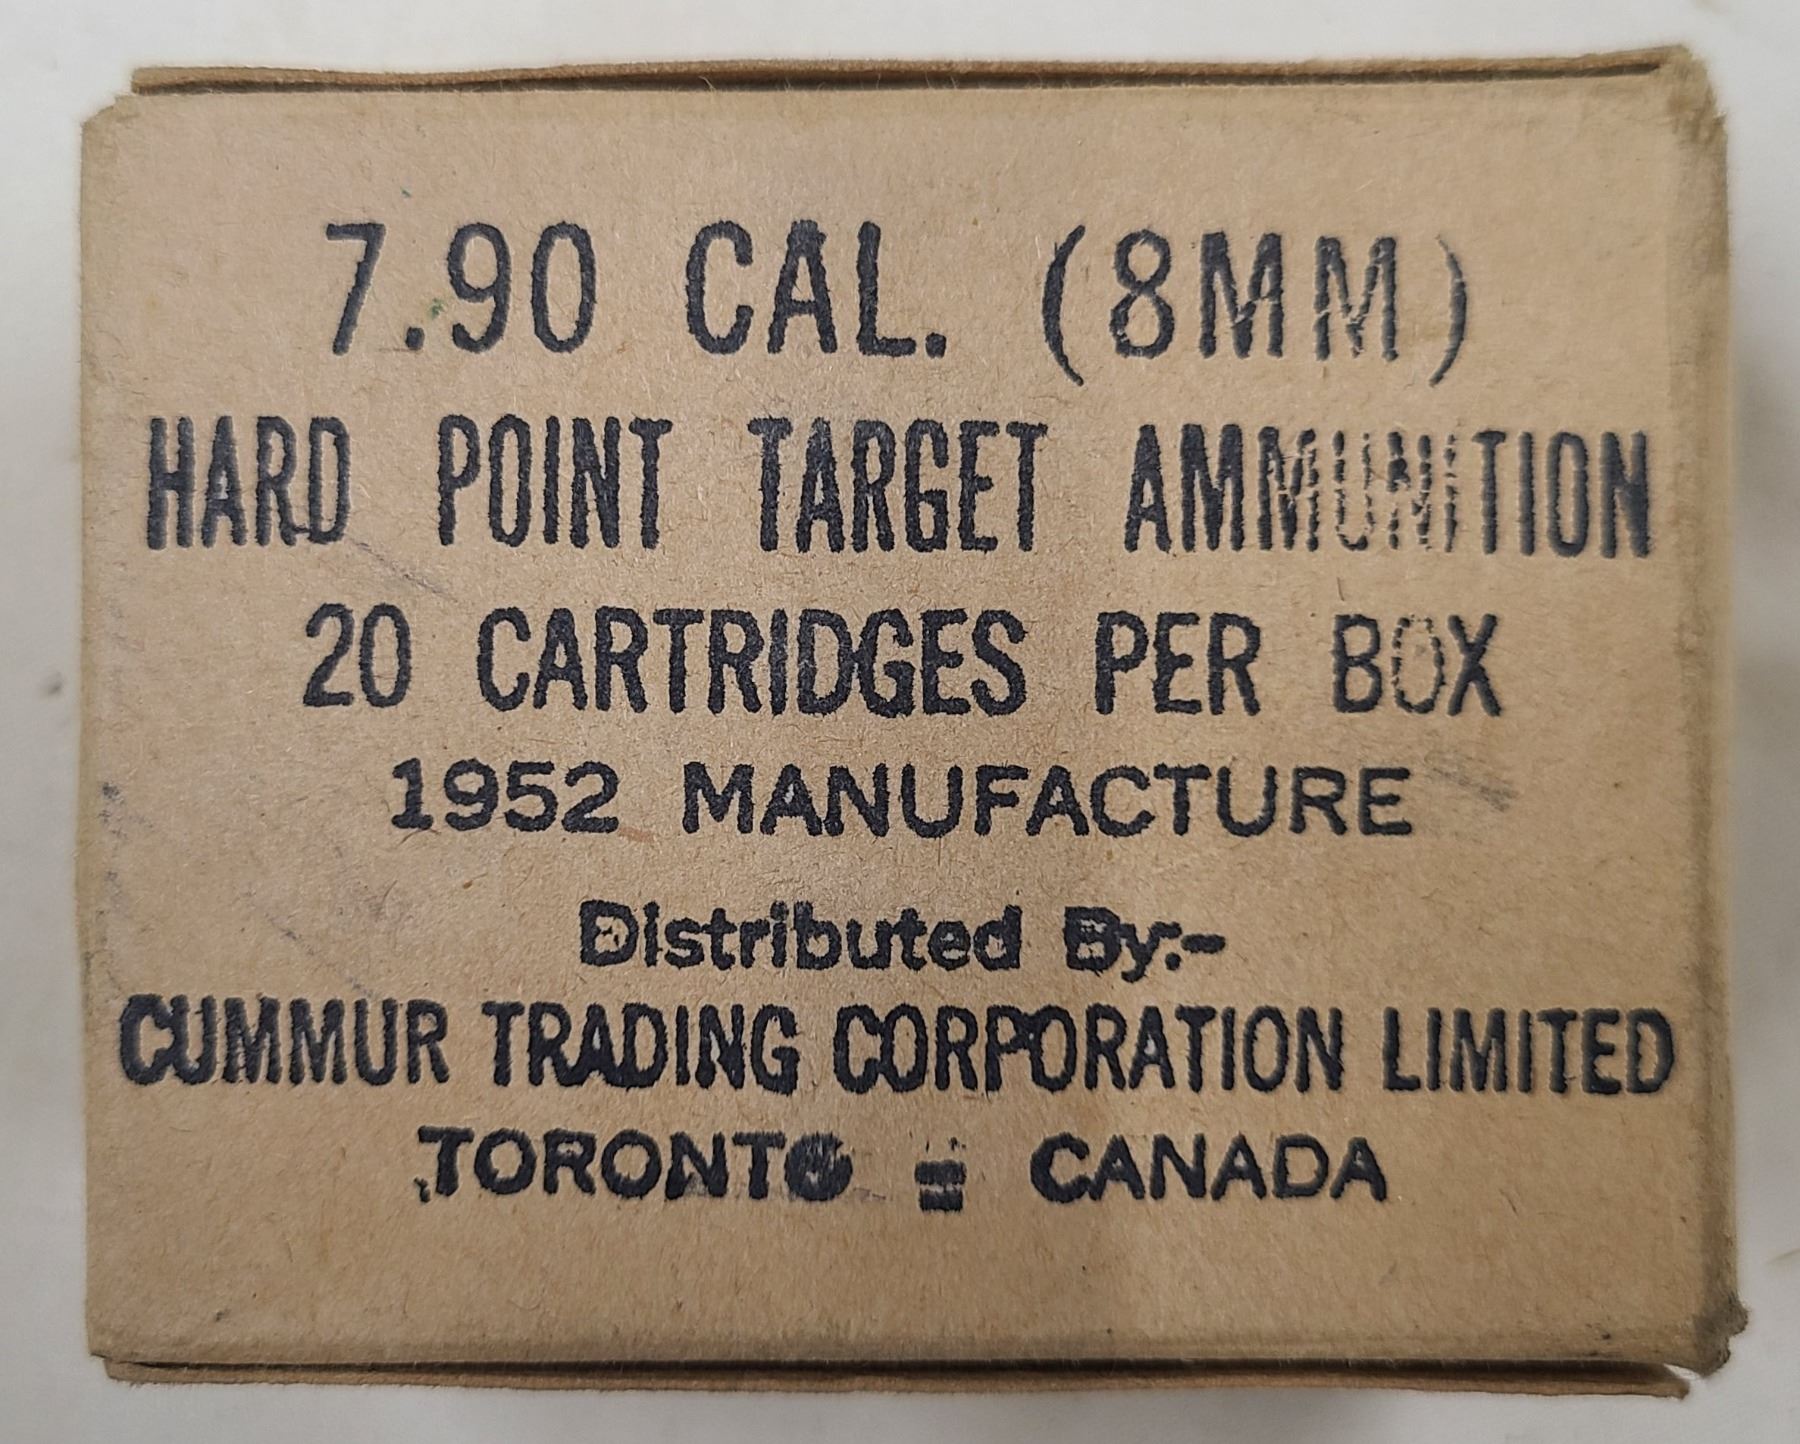 7.90 CAL. (8MM)
HARD POINT TARGET AMMUNITION
20 CARTRIDGES PER BOX
1952 MANUFACTURE
Distributed By:-
CUMMUR TRADING CORPORATION LIMITED
TORONTO = CANADA